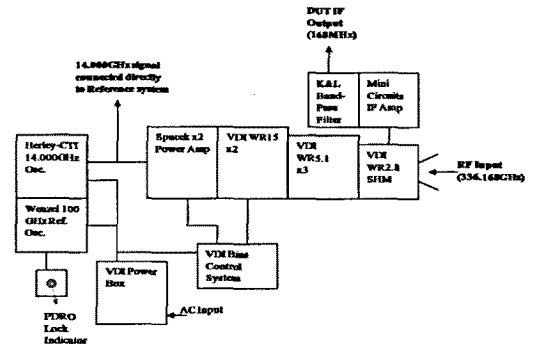 DUT IF
Output
(168MHz)
14.000GHz signal
connected directly
to Reference system
K&L
Band-
Pass
Filter
Mini
Circuits
IF Amp
Herley-CTI
14.000GHz
Osc.
Spacek x2
Power Amp
VDI WR15
x2
VDI
WR5.1
x3
VDI
WR2.8
SHM
RF Input
(336.168GHz)
Wenzel 100
GHz Ref.
Osc.
VDI Power
Box
VDI Bias
Control
System
AC Input
PDRO
Lock
Indicator